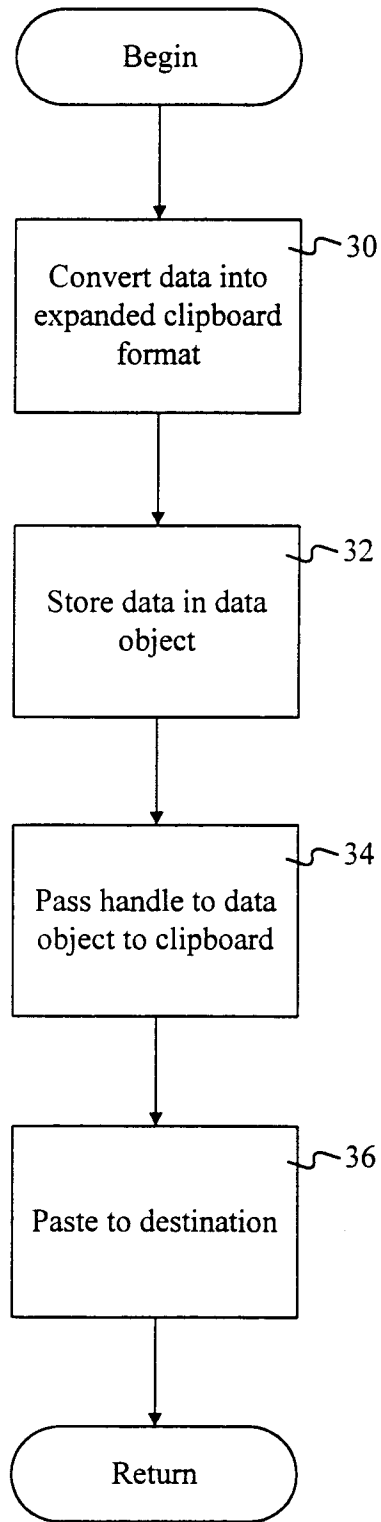 Begin
30
Convert data into
expanded clipboard
format
32
Store data in data
object
34
Pass handle to data
object to clipboard
36
Paste to destination
Return